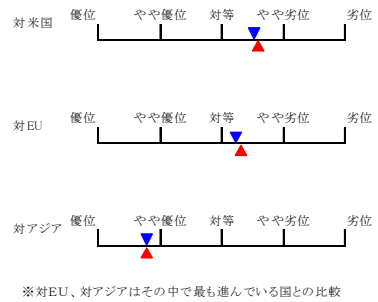 対米国 優位 やや優位 対等 やや劣位 劣位
対EU 優位 やや優位 対等 やや劣位 劣位
対アジア 優位 やや優位 対等 やや劣位 劣位
※対EU、対アジアはその中で最も進んでいる国との比較